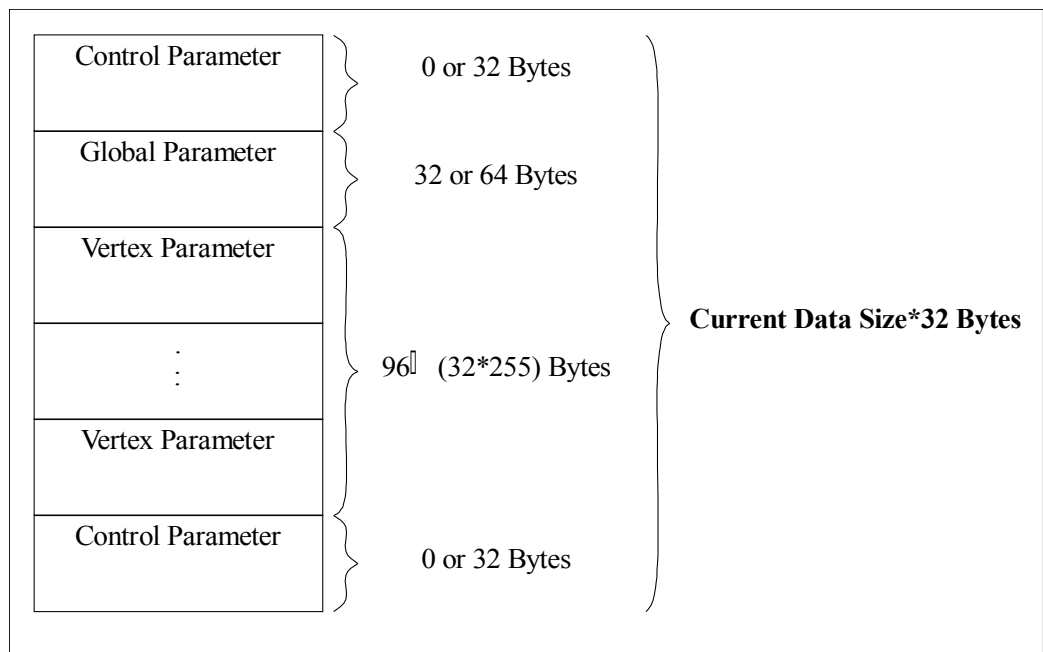 Control Parameter
0 or 32 Bytes
Global Parameter
32 or 64 Bytes
Vertex Parameter
Current Data Size*32 Bytes
96▯ (32*255) Bytes
Vertex Parameter
Control Parameter
0 or 32 Bytes